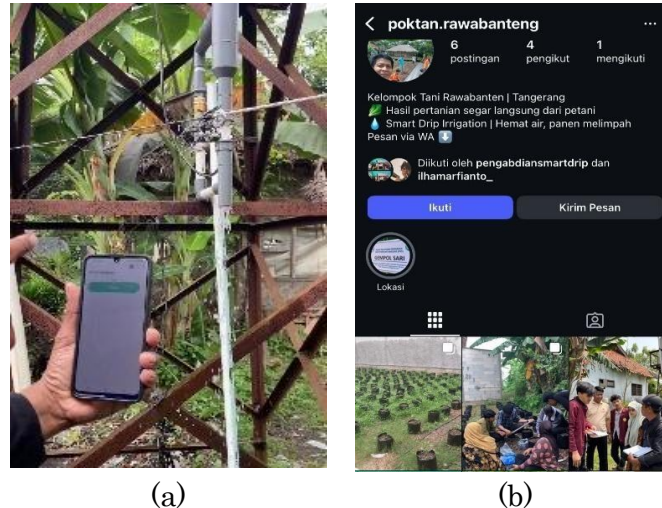 poktan.rawabanteng
6 4 1
postingan pengikut mengikuti
Kelompok Tani Rawabanten | Tangerang
Hasil pertanian segar langsung dari petani
Smart Drip Irrigation | Hemat air, panen melimpah
Pesan via WA
Diikuti oleh pengabdiansmartdrip dan
ilhamarfianto_
Ikuti Kirim Pesan
Lokasi
(a) (b)